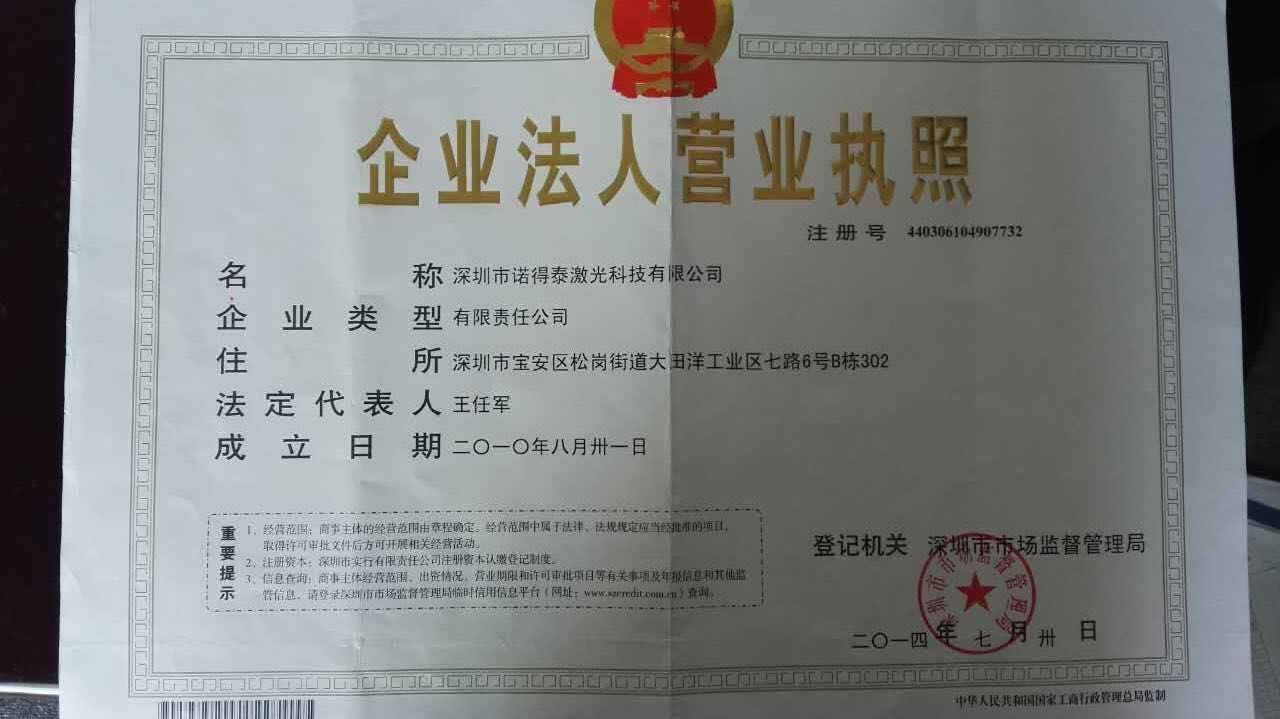 企业法人营业执照
注册号 440306104907732
名称 深圳市诺得泰激光科技有限公司
企业类型 有限责任公司
住所 深圳市宝安区松岗街道大田洋工业区七路6号B栋302
法定代表人 王任军
成立日期 二〇一〇年八月卅一日
重要提示
1、经营范围：商事主体的经营范围由章程确定。经营范围中属于法律、法规规定应当经批准的项目，
取得许可审批文件后方可开展相关经营活动。
2、注册资本：深圳市实行有限责任公司注册资本认缴登记制度。
3、信息查询：商事主体经营范围、出资情况、营业期限和许可审批项目等有关事项及年报信息和其他监
管信息，请登录深圳市市场监督管理局临时信用信息平台（网址：www.szcredit.com.cn）查询。
登记机关 深圳市市场监督管理局
深圳市市场监督管理局
二〇一四年七月卅日
中华人民共和国国家工商行政管理总局监制